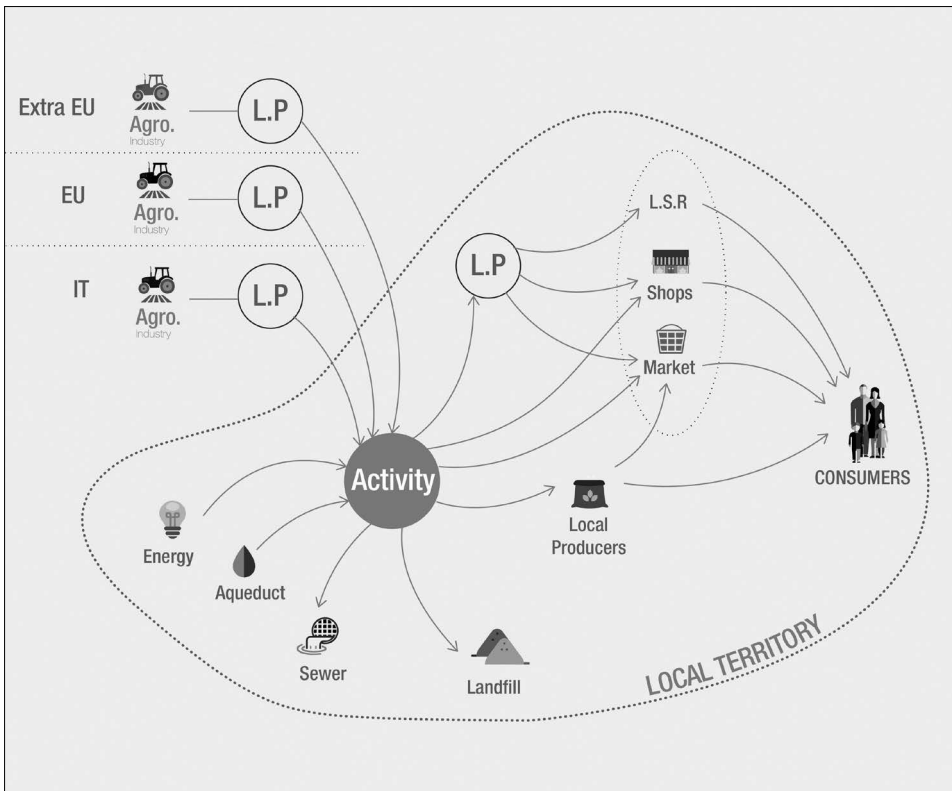 Extra EU
Agro.
Industry
L.P
EU
Agro.
Industry
L.P
IT
Agro.
Industry
L.P
L.P
L.S.R
Shops
Market
CONSUMERS
Activity
Energy
Aqueduct
Sewer
Landfill
Local
Producers
LOCAL TERRITORY